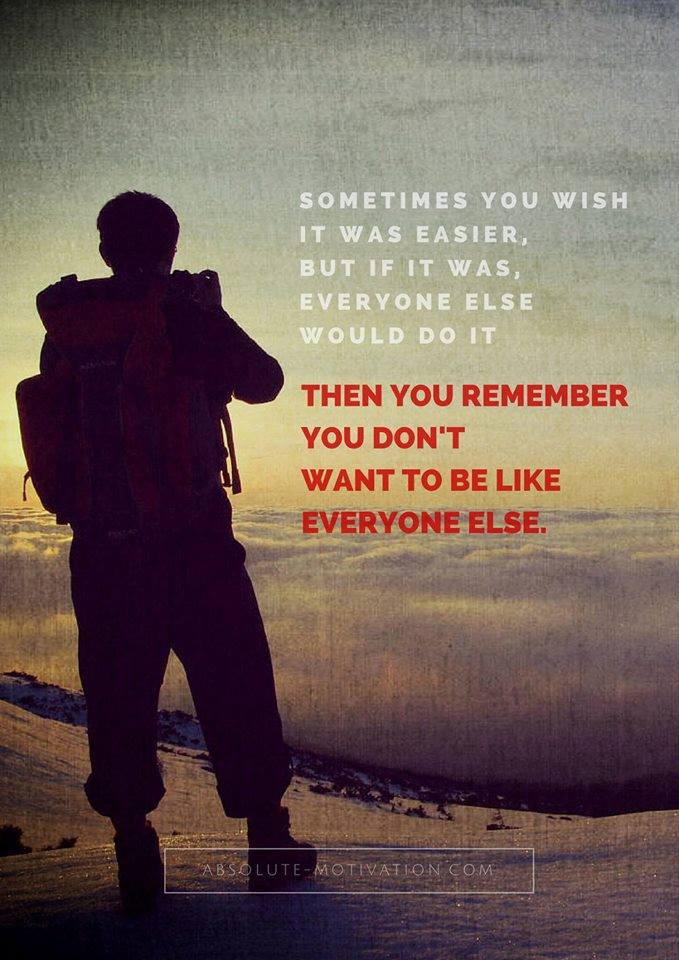 SOMETIMES YOU WISH
IT WAS EASIER,
BUT IF IT WAS,
EVERYONE ELSE
WOULD DO IT
THEN YOU REMEMBER
YOU DON'T
WANT TO BE LIKE
EVERYONE ELSE.
ABSOLUTE-MOTIVATION.COM